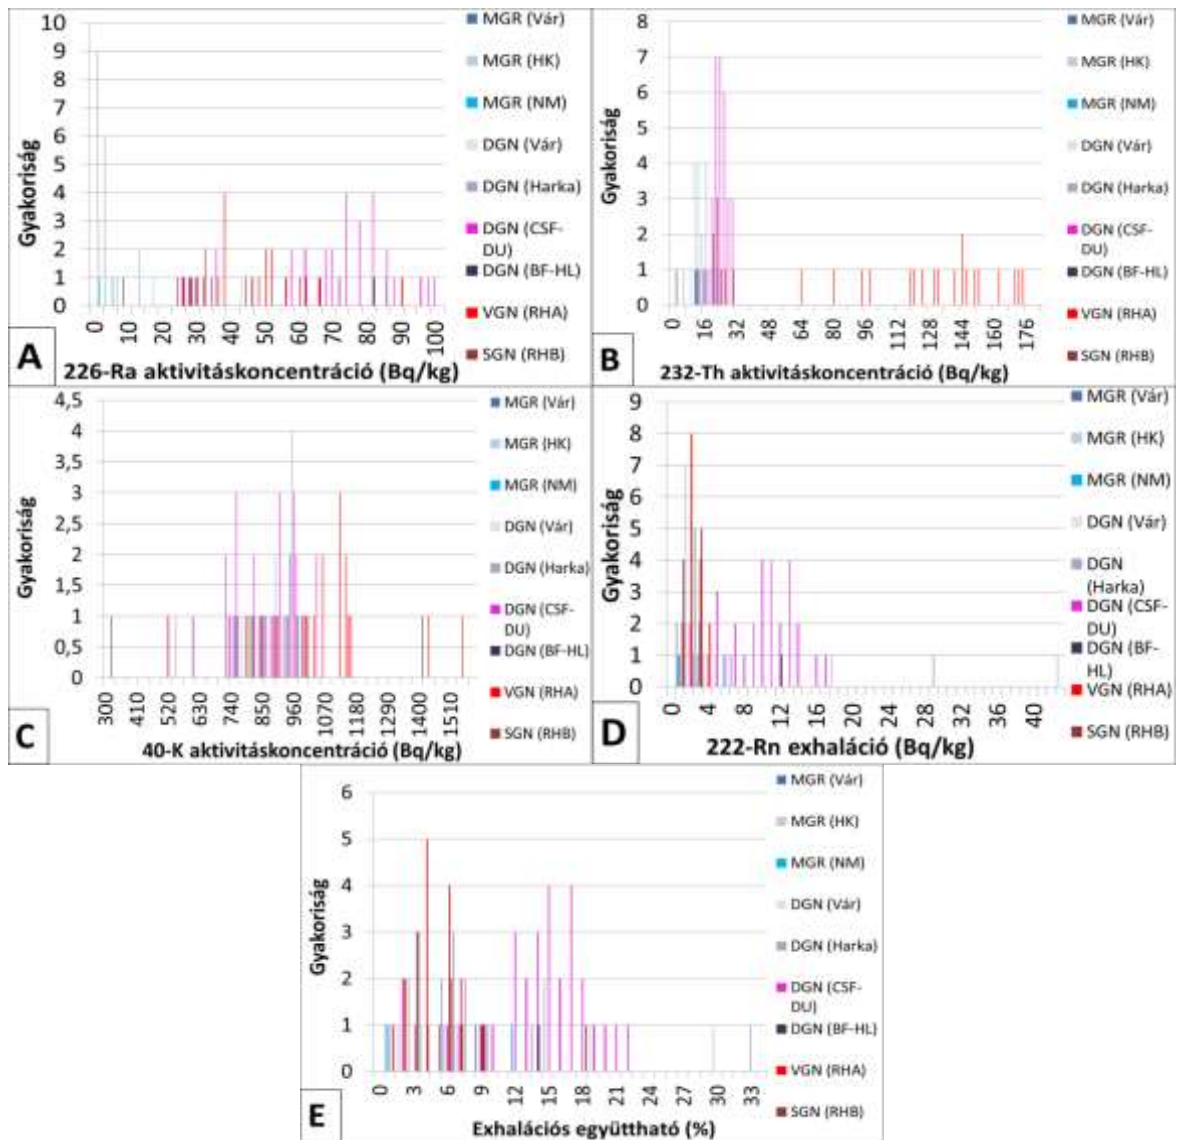 10
9
8
7
6
5
4
3
2
1
0
Gyakoriság
0 10 20 30 40 50 60 70 80 90 100
226-Ra aktivitáskoncentráció (Bq/kg)
A
MGR (Vár)
MGR (HK)
MGR (NM)
DGN (Vár)
DGN (Harka)
DGN (CSF-
DU)
DGN (BF-HL)
VGN (RHA)
SGN (RHB)
8
7
6
5
4
3
2
1
0
Gyakoriság
0 16 32 48 64 80 96 112 128 144 160 176
232-Th aktivitáskoncentráció (Bq/kg)
B
MGR (Vár)
MGR (HK)
MGR (NM)
DGN (Vár)
DGN (Harka)
DGN (CSF-
DU)
DGN (BF-HL)
VGN (RHA)
SGN (RHB)
4,5
4
3,5
3
2,5
2
1,5
1
0,5
0
Gyakoriság
300 410 520 630 740 850 960 1070 1180 1290 1400 1510
40-K aktivitáskoncentráció (Bq/kg)
C
MGR (Vár)
MGR (HK)
MGR (NM)
DGN (Vár)
DGN (Harka)
DGN (CSF-
DU)
DGN (BF-HL)
VGN (RHA)
SGN (RHB)
9
8
7
6
5
4
3
2
1
0
Gyakoriság
0 4 8 12 16 20 24 28 32 36 40
222-Rn exhaláció (Bq/kg)
D
MGR (Vár)
MGR (HK)
MGR (NM)
DGN (Vár)
DGN
(Harka)
DGN (CSF-
DU)
DGN (BF-
HL)
VGN (RHA)
SGN (RHB)
6
5
4
3
2
1
0
Gyakoriság
0 3 6 9 12 15 18 21 24 27 30 33
Exhalációs együttható (%)
E
MGR (Vár)
MGR (HK)
MGR (NM)
DGN (Vár)
DGN (Harka)
DGN (CSF-
DU)
DGN (BF-HL)
VGN (RHA)
SGN (RHB)